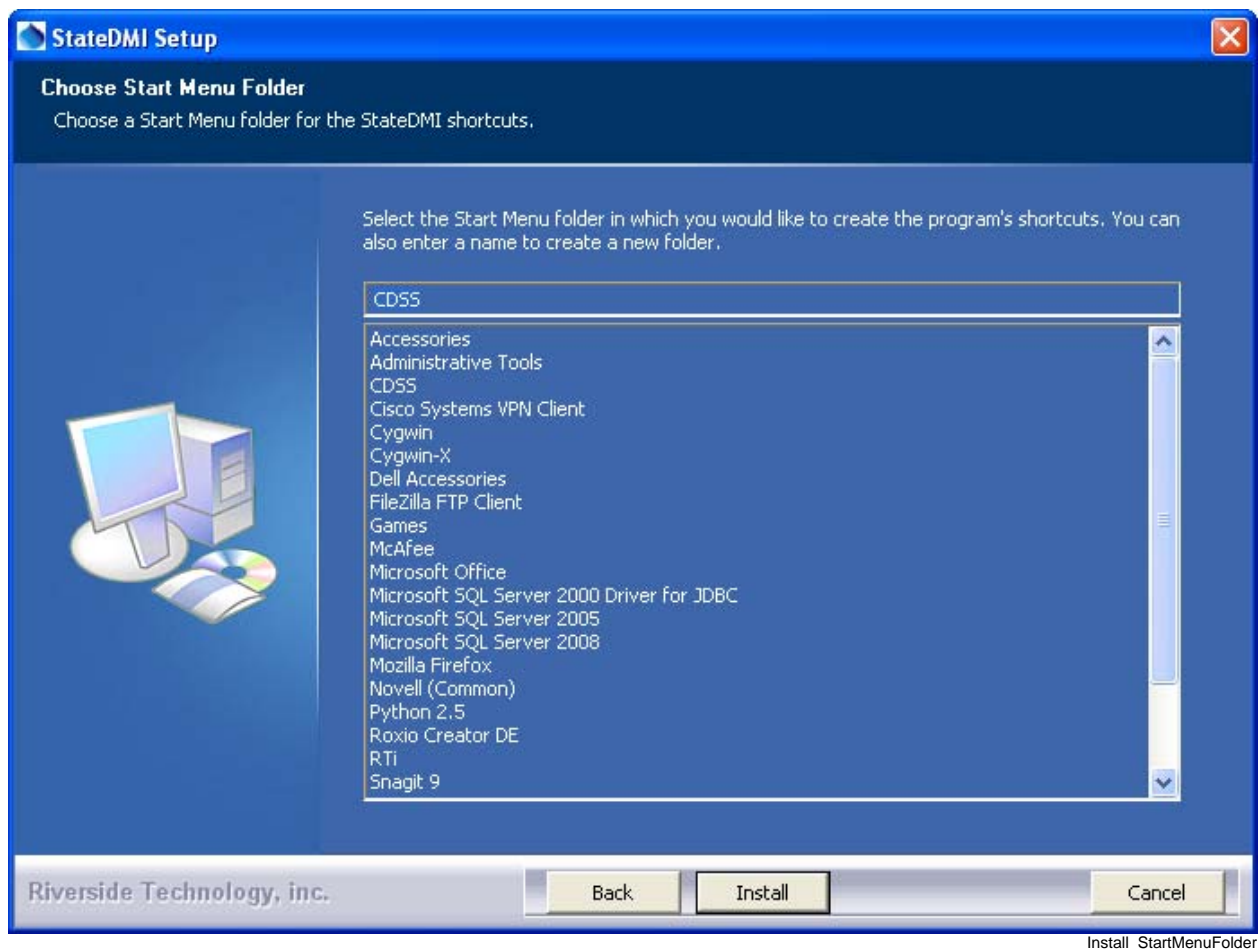 StateDMI Setup
Choose Start Menu Folder
Choose a Start Menu folder for the StateDMI shortcuts.
Select the Start Menu folder in which you would like to create the program's shortcuts. You can
also enter a name to create a new folder.
CDSS
Accessories
Administrative Tools
CDSS
Cisco Systems VPN Client
Cygwin
Cygwin-X
Dell Accessories
FileZilla FTP Client
Games
McAfee
Microsoft Office
Microsoft SQL Server 2000 Driver for JDBC
Microsoft SQL Server 2005
Microsoft SQL Server 2008
Mozilla Firefox
Novell (Common)
Python 2.5
Roxio Creator DE
RTi
Snagit 9
Riverside Technology, inc.
Back
Install
Cancel
Install_StartMenuFolder